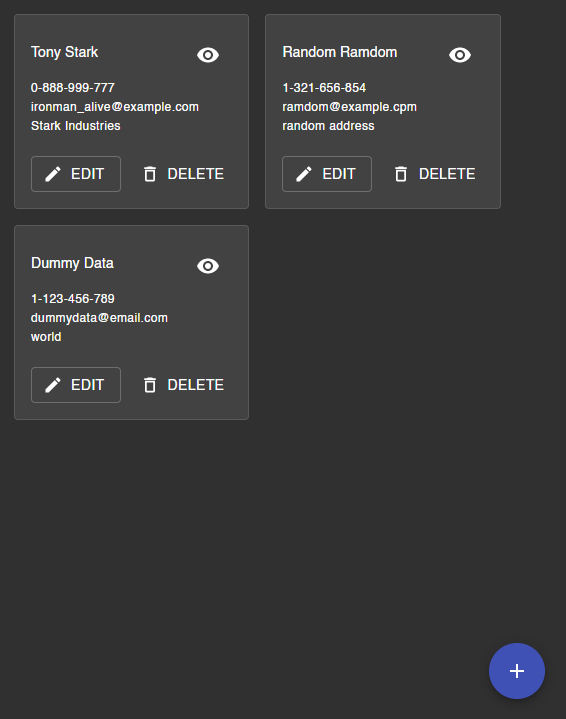 Tony Stark
0-888-999-777
ironman_alive@example.com
Stark Industries
EDIT
DELETE
Random Ramdom
1-321-656-854
ramdom@example.cpm
random address
EDIT
DELETE
Dummy Data
1-123-456-789
dummydata@email.com
world
EDIT
DELETE